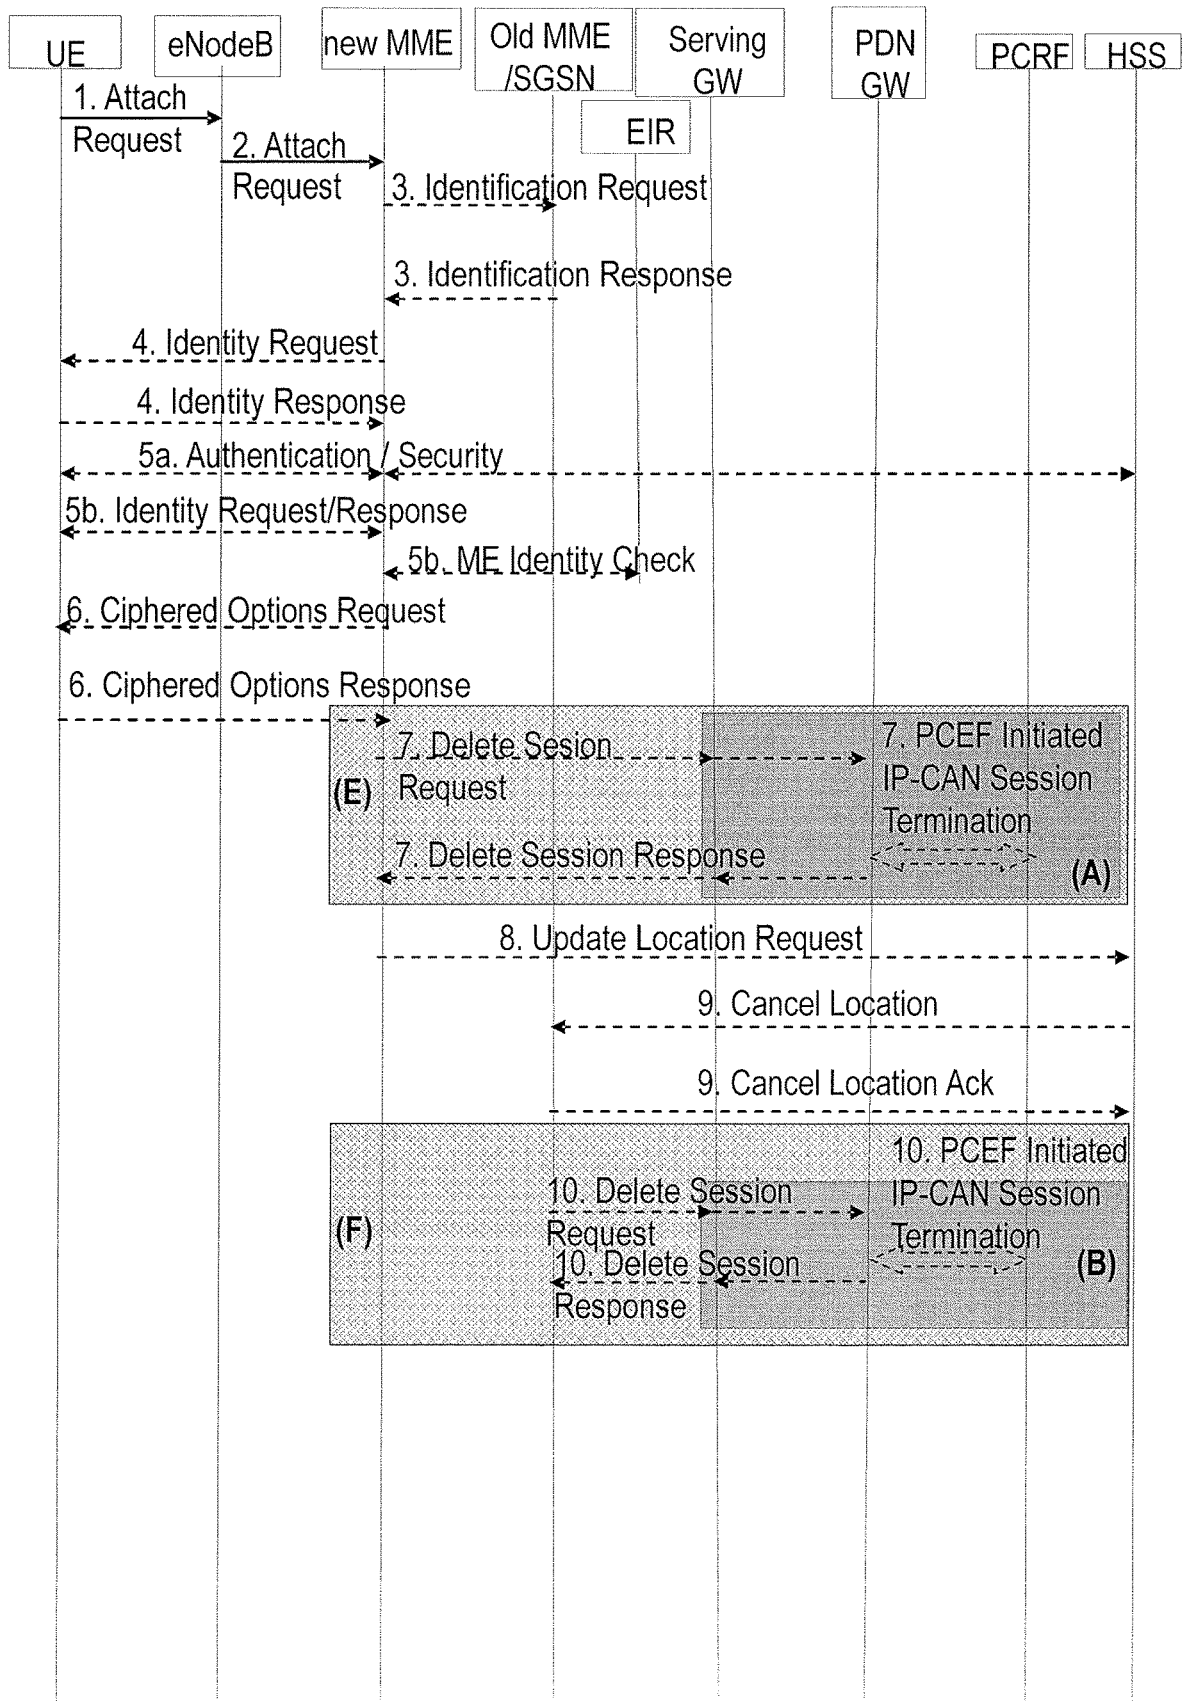 UE
eNodeB
new MME
Old MME
/SGSN
Serving
GW
PDN
GW
PCRF
HSS
EIR
1. Attach
Request
2. Attach
Request
3. Identification Request
3. Identification Response
4. Identity Request
4. Identity Response
5a. Authentication / Security
5b. Identity Request/Response
5b. ME Identity Check
6. Ciphered Options Request
6. Ciphered Options Response
7. Delete Sesion
Request
(E)
7. PCEF Initiated
IP-CAN Session
Termination
7. Delete Session Response
(A)
8. Update Location Request
9. Cancel Location
9. Cancel Location Ack
10. PCEF Initiated
IP-CAN Session
Termination
10. Delete Session
Request
(F)
10. Delete Session
Response
(B)